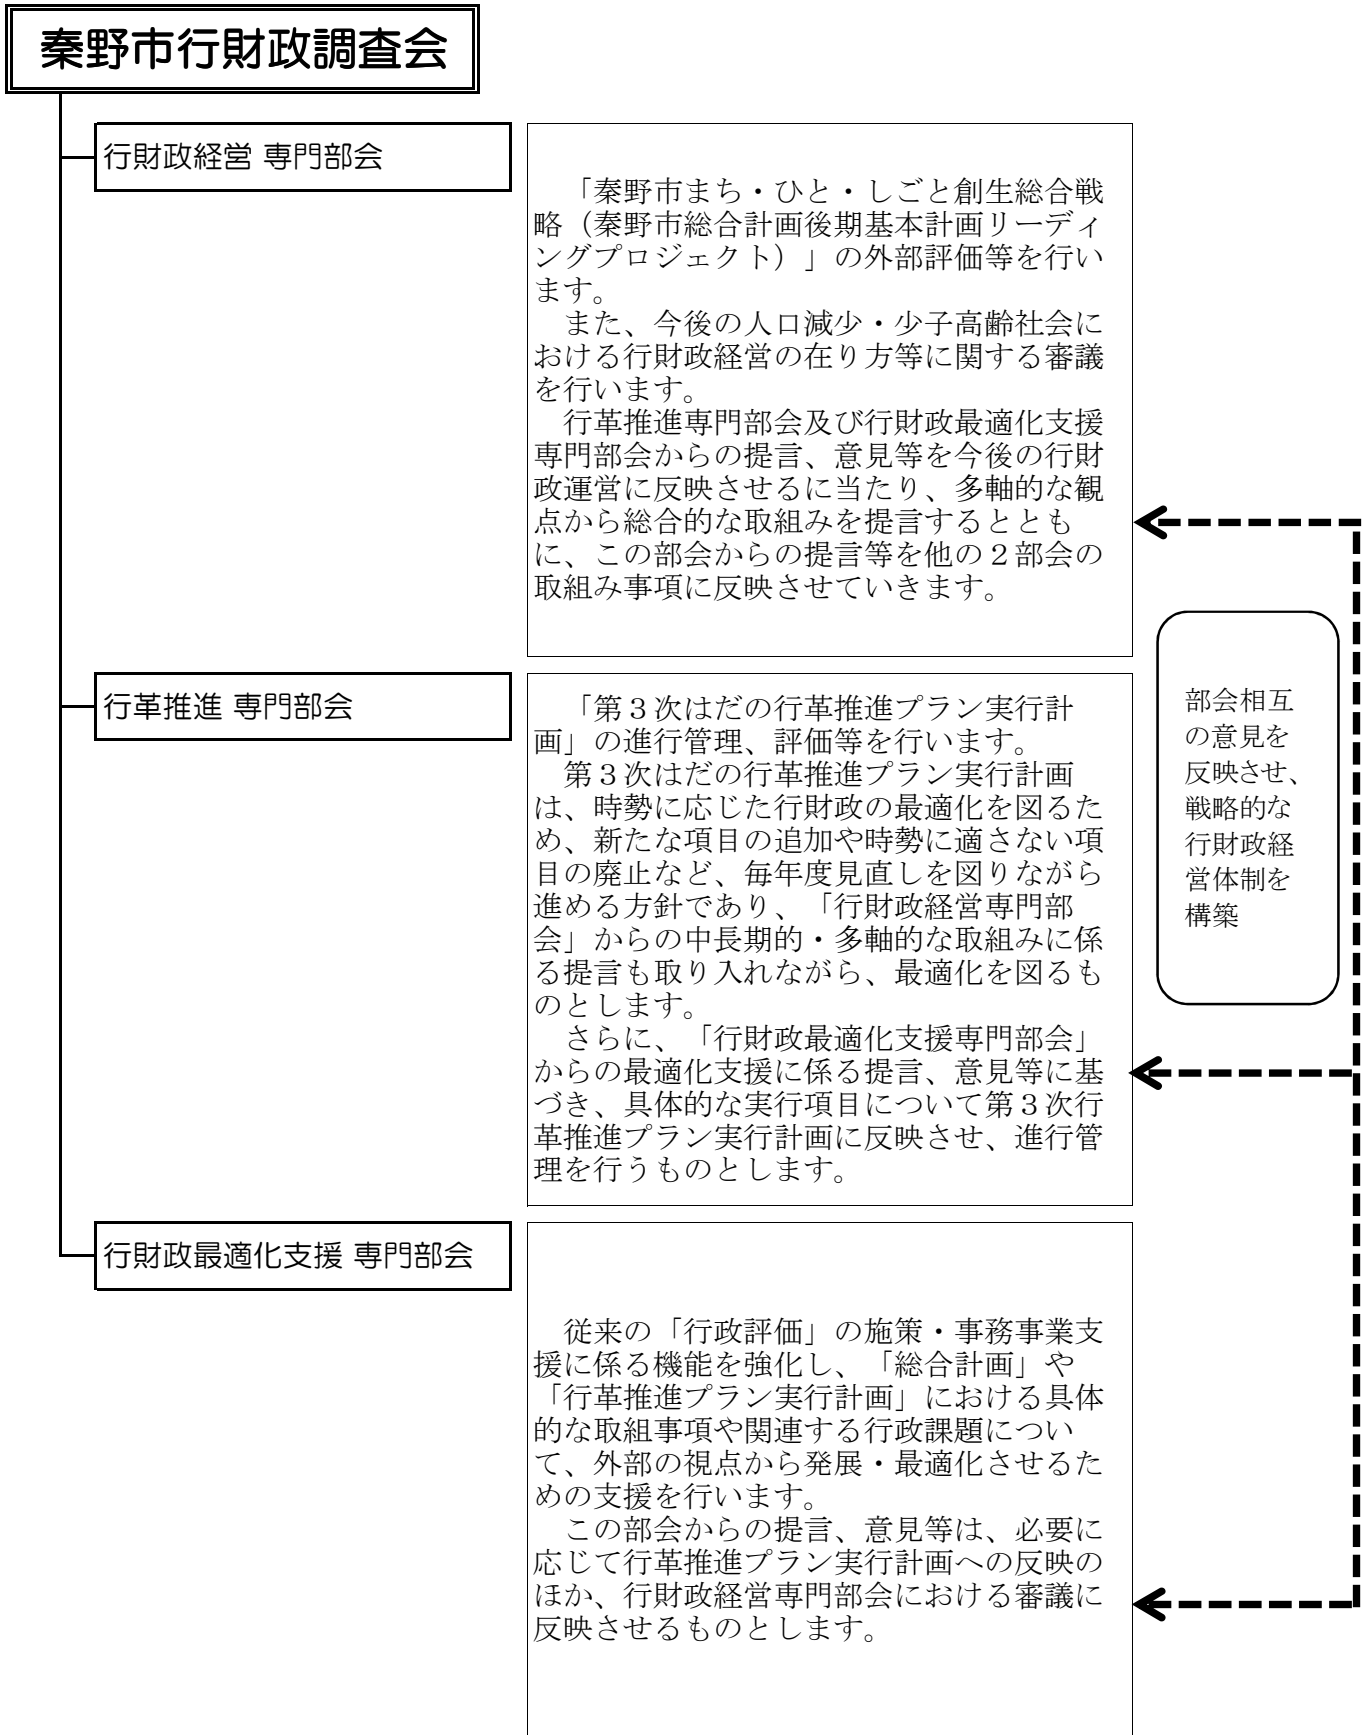 秦野市行財政調査会
行財政経営 専門部会
「秦野市まち・ひと・しごと創生総合戦
略（秦野市総合計画後期基本計画リーディ
ングプロジェクト）」の外部評価等を行い
ます。
また、今後の人口減少・少子高齢社会に
おける行財政経営の在り方等に関する審議
を行います。
行革推進専門部会及び行財政最適化支援
専門部会からの提言、意見等を今後の行財
政運営に反映させるに当たり、多軸的な観
点から総合的な取組みを提言するととも
に、この部会からの提言等を他の２部会の
取組み事項に反映させていきます。
行革推進 専門部会
「第３次はだの行革推進プラン実行計
画」の進行管理、評価等を行います。
第３次はだの行革推進プラン実行計画
は、時勢に応じた行財政の最適化を図るた
め、新たな項目の追加や時勢に適さない項
目の廃止など、毎年度見直しを図りながら
進める方針であり、「行財政経営専門部
会」からの中長期的・多軸的な取組みに係
る提言も取り入れながら、最適化を図るも
のとします。
さらに、「行財政最適化支援専門部会」
からの最適化支援に係る提言、意見等に基
づき、具体的な実行項目について第３次行
革推進プラン実行計画に反映させ、進行管
理を行うものとします。
部会相互
の意見を
反映させ、
戦略的な
行財政経
営体制を
構築
行財政最適化支援 専門部会
従来の「行政評価」の施策・事務事業支
援に係る機能を強化し、「総合計画」や
「行革推進プラン実行計画」における具体
的な取組事項や関連する行政課題につい
て、外部の視点から発展・最適化させるた
めの支援を行います。
この部会からの提言、意見等は、必要に
応じて行革推進プラン実行計画への反映の
ほか、行財政経営専門部会における審議に
反映させるものとします。